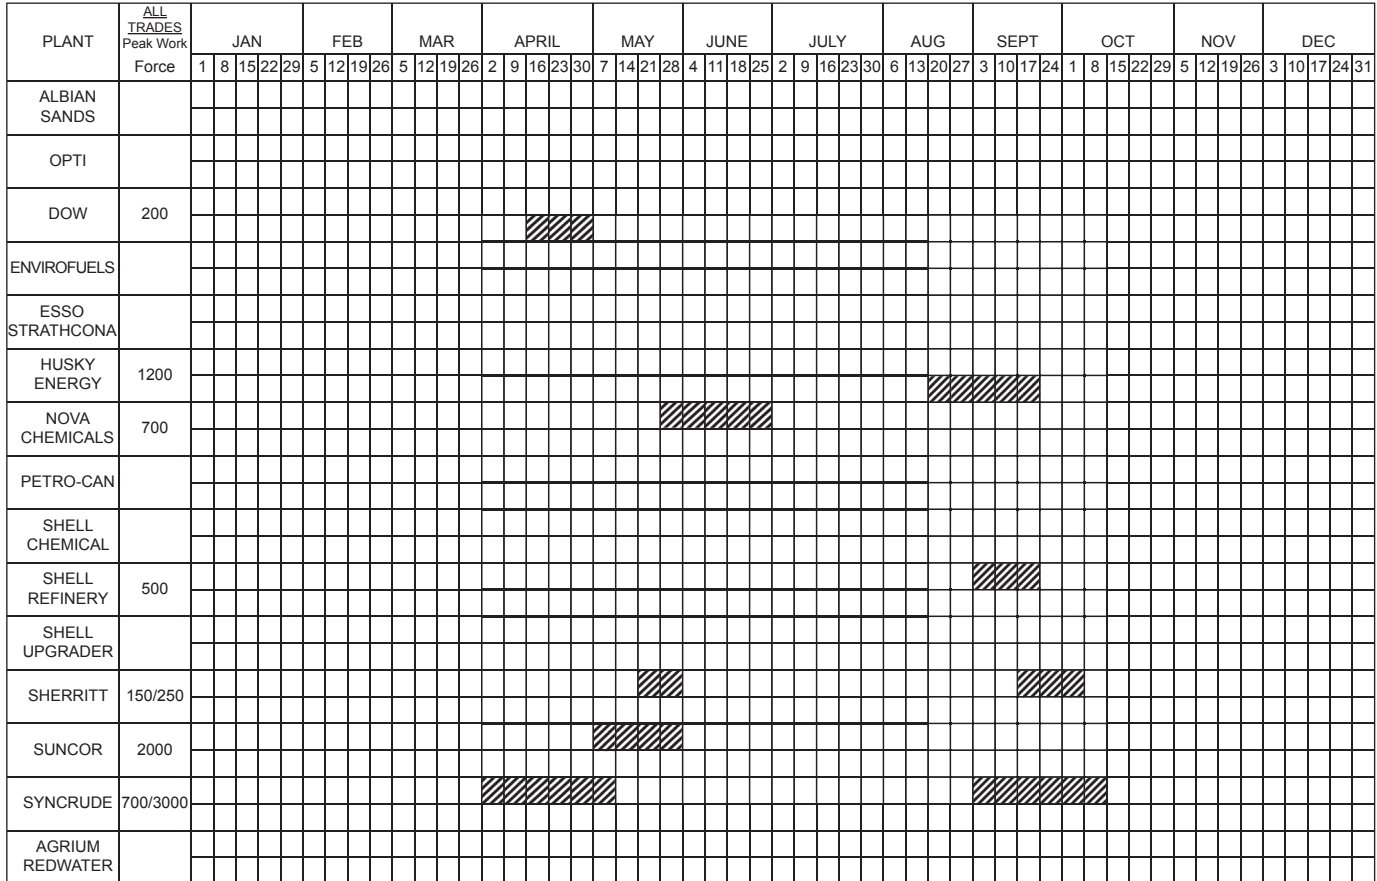 ALL
TRADES
PLANT Peak Work JAN FEB MAR APRIL MAY JUNE JULY AUG SEPT OCT NOV DEC
Force 1 8 15 22 29 5 12 19 26 5 12 19 26 2 9 16 23 30 7 14 21 28 4 11 18 25 2 9 16 23 30 6 13 20 27 3 10 17 24 1 8 15 22 29 5 12 19 26 3 10 17 24 31
ALBIAN
SANDS
OPTI
DOW 200
ENVIROFUELS
ESSO
STRATHCONA
HUSKY
ENERGY 1200
NOVA
CHEMICALS 700
PETRO-CAN
SHELL
CHEMICAL
SHELL
REFINERY 500
SHELL
UPGRADER
SHERRITT 150/250
SUNCOR 2000
SYNCRUDE 700/3000
AGRIUM
REDWATER